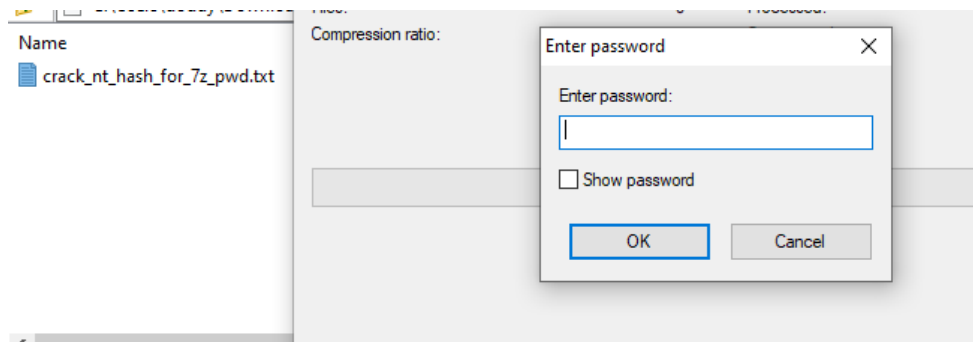 Name
crack_nt_hash_for_7z_pwd.txt
Compression ratio:
Enter password
Enter password:
Show password
OK
Cancel